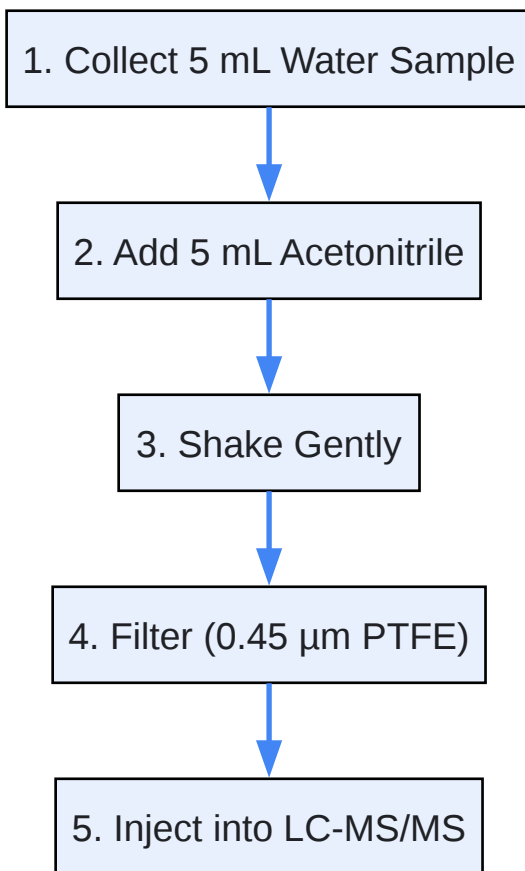 1. Collect 5 mL Water Sample
2. Add 5 mL Acetonitrile
3. Shake Gently
4. Filter (0.45 µm PTFE)
5. Inject into LC-MS/MS